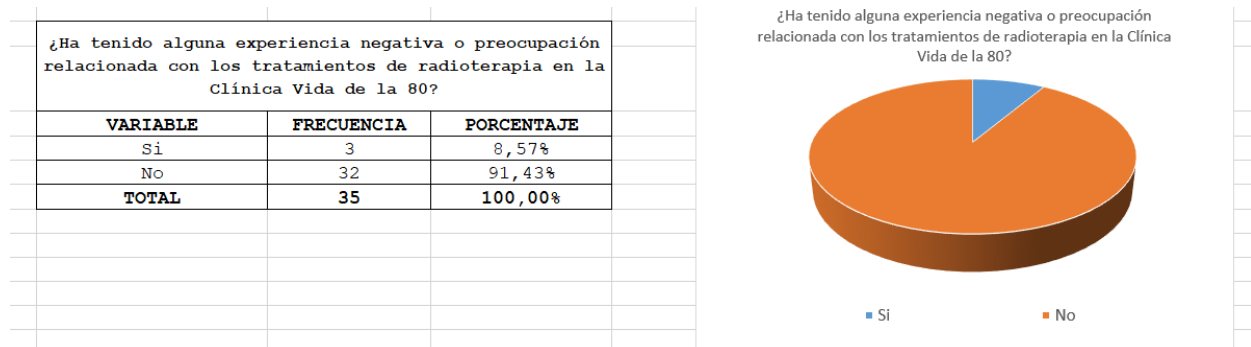 ¿Ha tenido alguna experiencia negativa o preocupación
relacionada con los tratamientos de radioterapia en la
Clínica Vida de la 80?
VARIABLE FRECUENCIA PORCENTAJE
Si 3 8,57%
No 32 91,43%
TOTAL 35 100,00%
¿Ha tenido alguna experiencia negativa o preocupación
relacionada con los tratamientos de radioterapia en la Clínica
Vida de la 80?
Si No